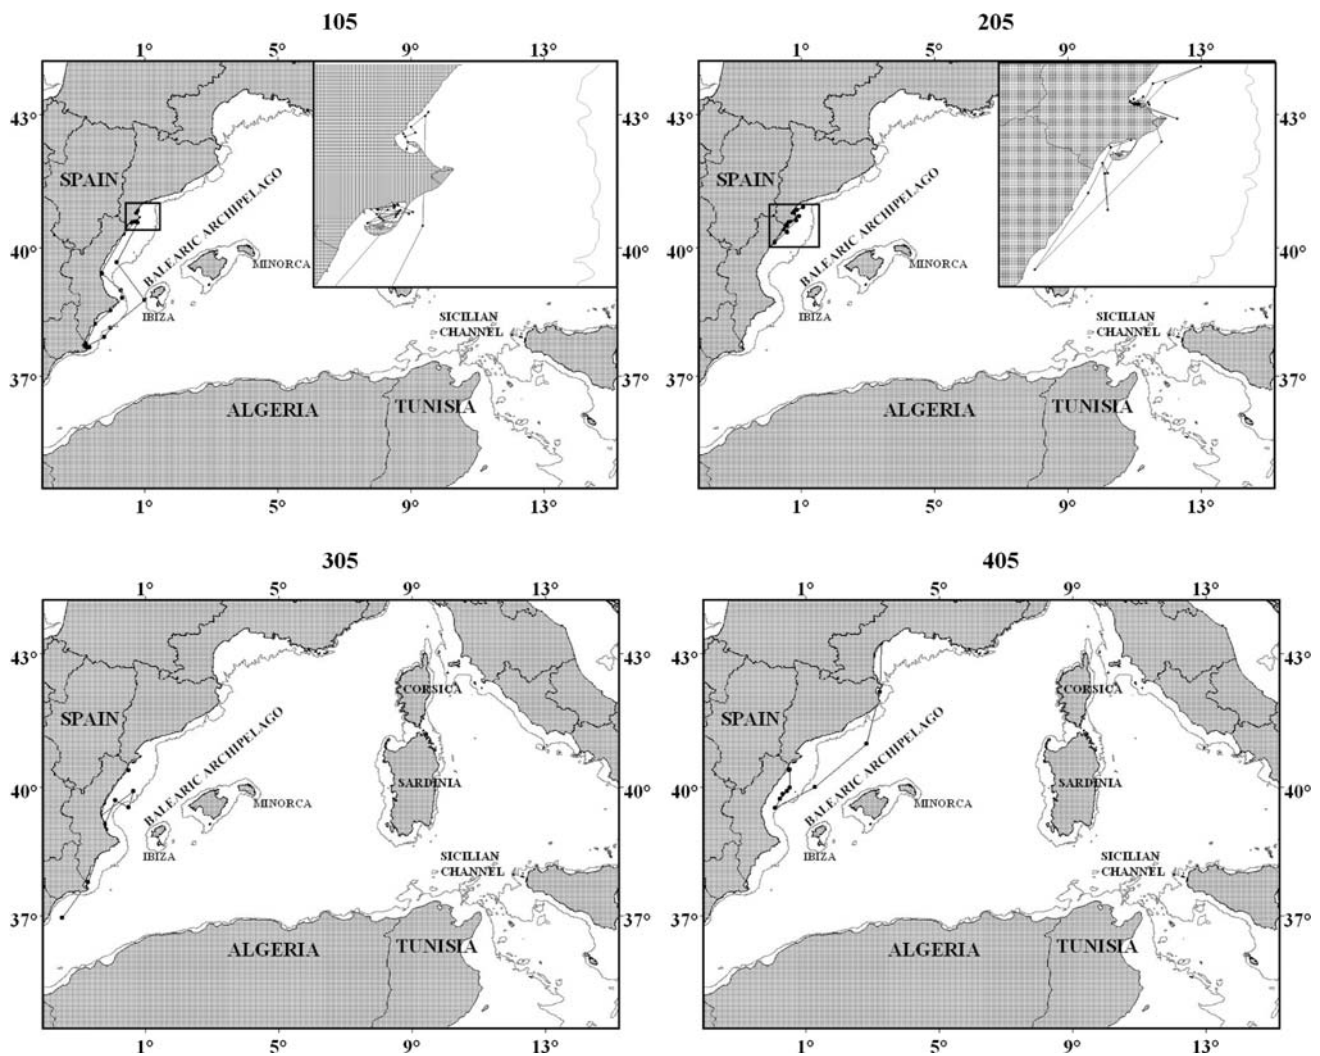 105
1° 5° 9° 13°
43° 43°
SPAIN
BALEARIC ARCHIPELAGO
40° 40°
MINORCA
IBIZA
SICILIAN
CHANNEL
37° 37°
ALGERIA TUNISIA
1° 5° 9° 13°
205
1° 5° 9° 13°
43° 43°
SPAIN
BALEARIC ARCHIPELAGO
40° 40°
MINORCA
IBIZA
SICILIAN
CHANNEL
37° 37°
ALGERIA TUNISIA
1° 5° 9° 13°
305
1° 5° 9° 13°
43° 43°
CORSICA
SPAIN
BALEARIC ARCHIPELAGO
SARDINIA
40° 40°
MINORCA
IBIZA
SICILIAN
CHANNEL
37° 37°
ALGERIA TUNISIA
1° 5° 9° 13°
405
1° 5° 9° 13°
43° 43°
CORSICA
SPAIN
BALEARIC ARCHIPELAGO
SARDINIA
40° 40°
MINORCA
IBIZA
SICILIAN
CHANNEL
37° 37°
ALGERIA TUNISIA
1° 5° 9° 13°